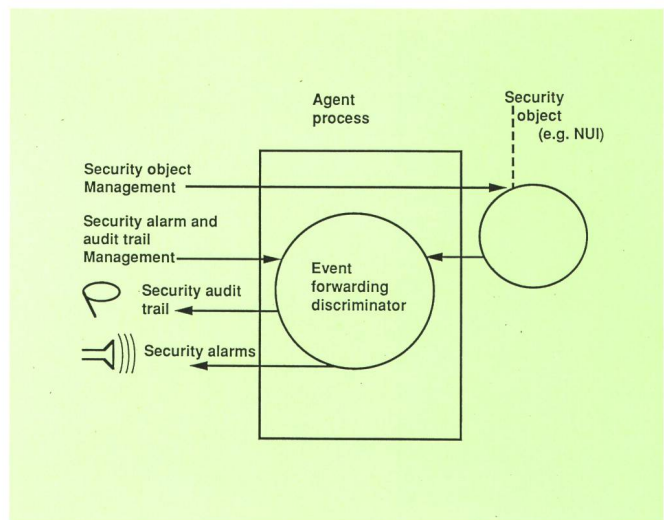 Agent
process
Security
object
(e.g. NUI)
Security object
Management
Security alarm and
audit trail
Management
Event
forwarding
discriminator
Security audit
trail
Security alarms